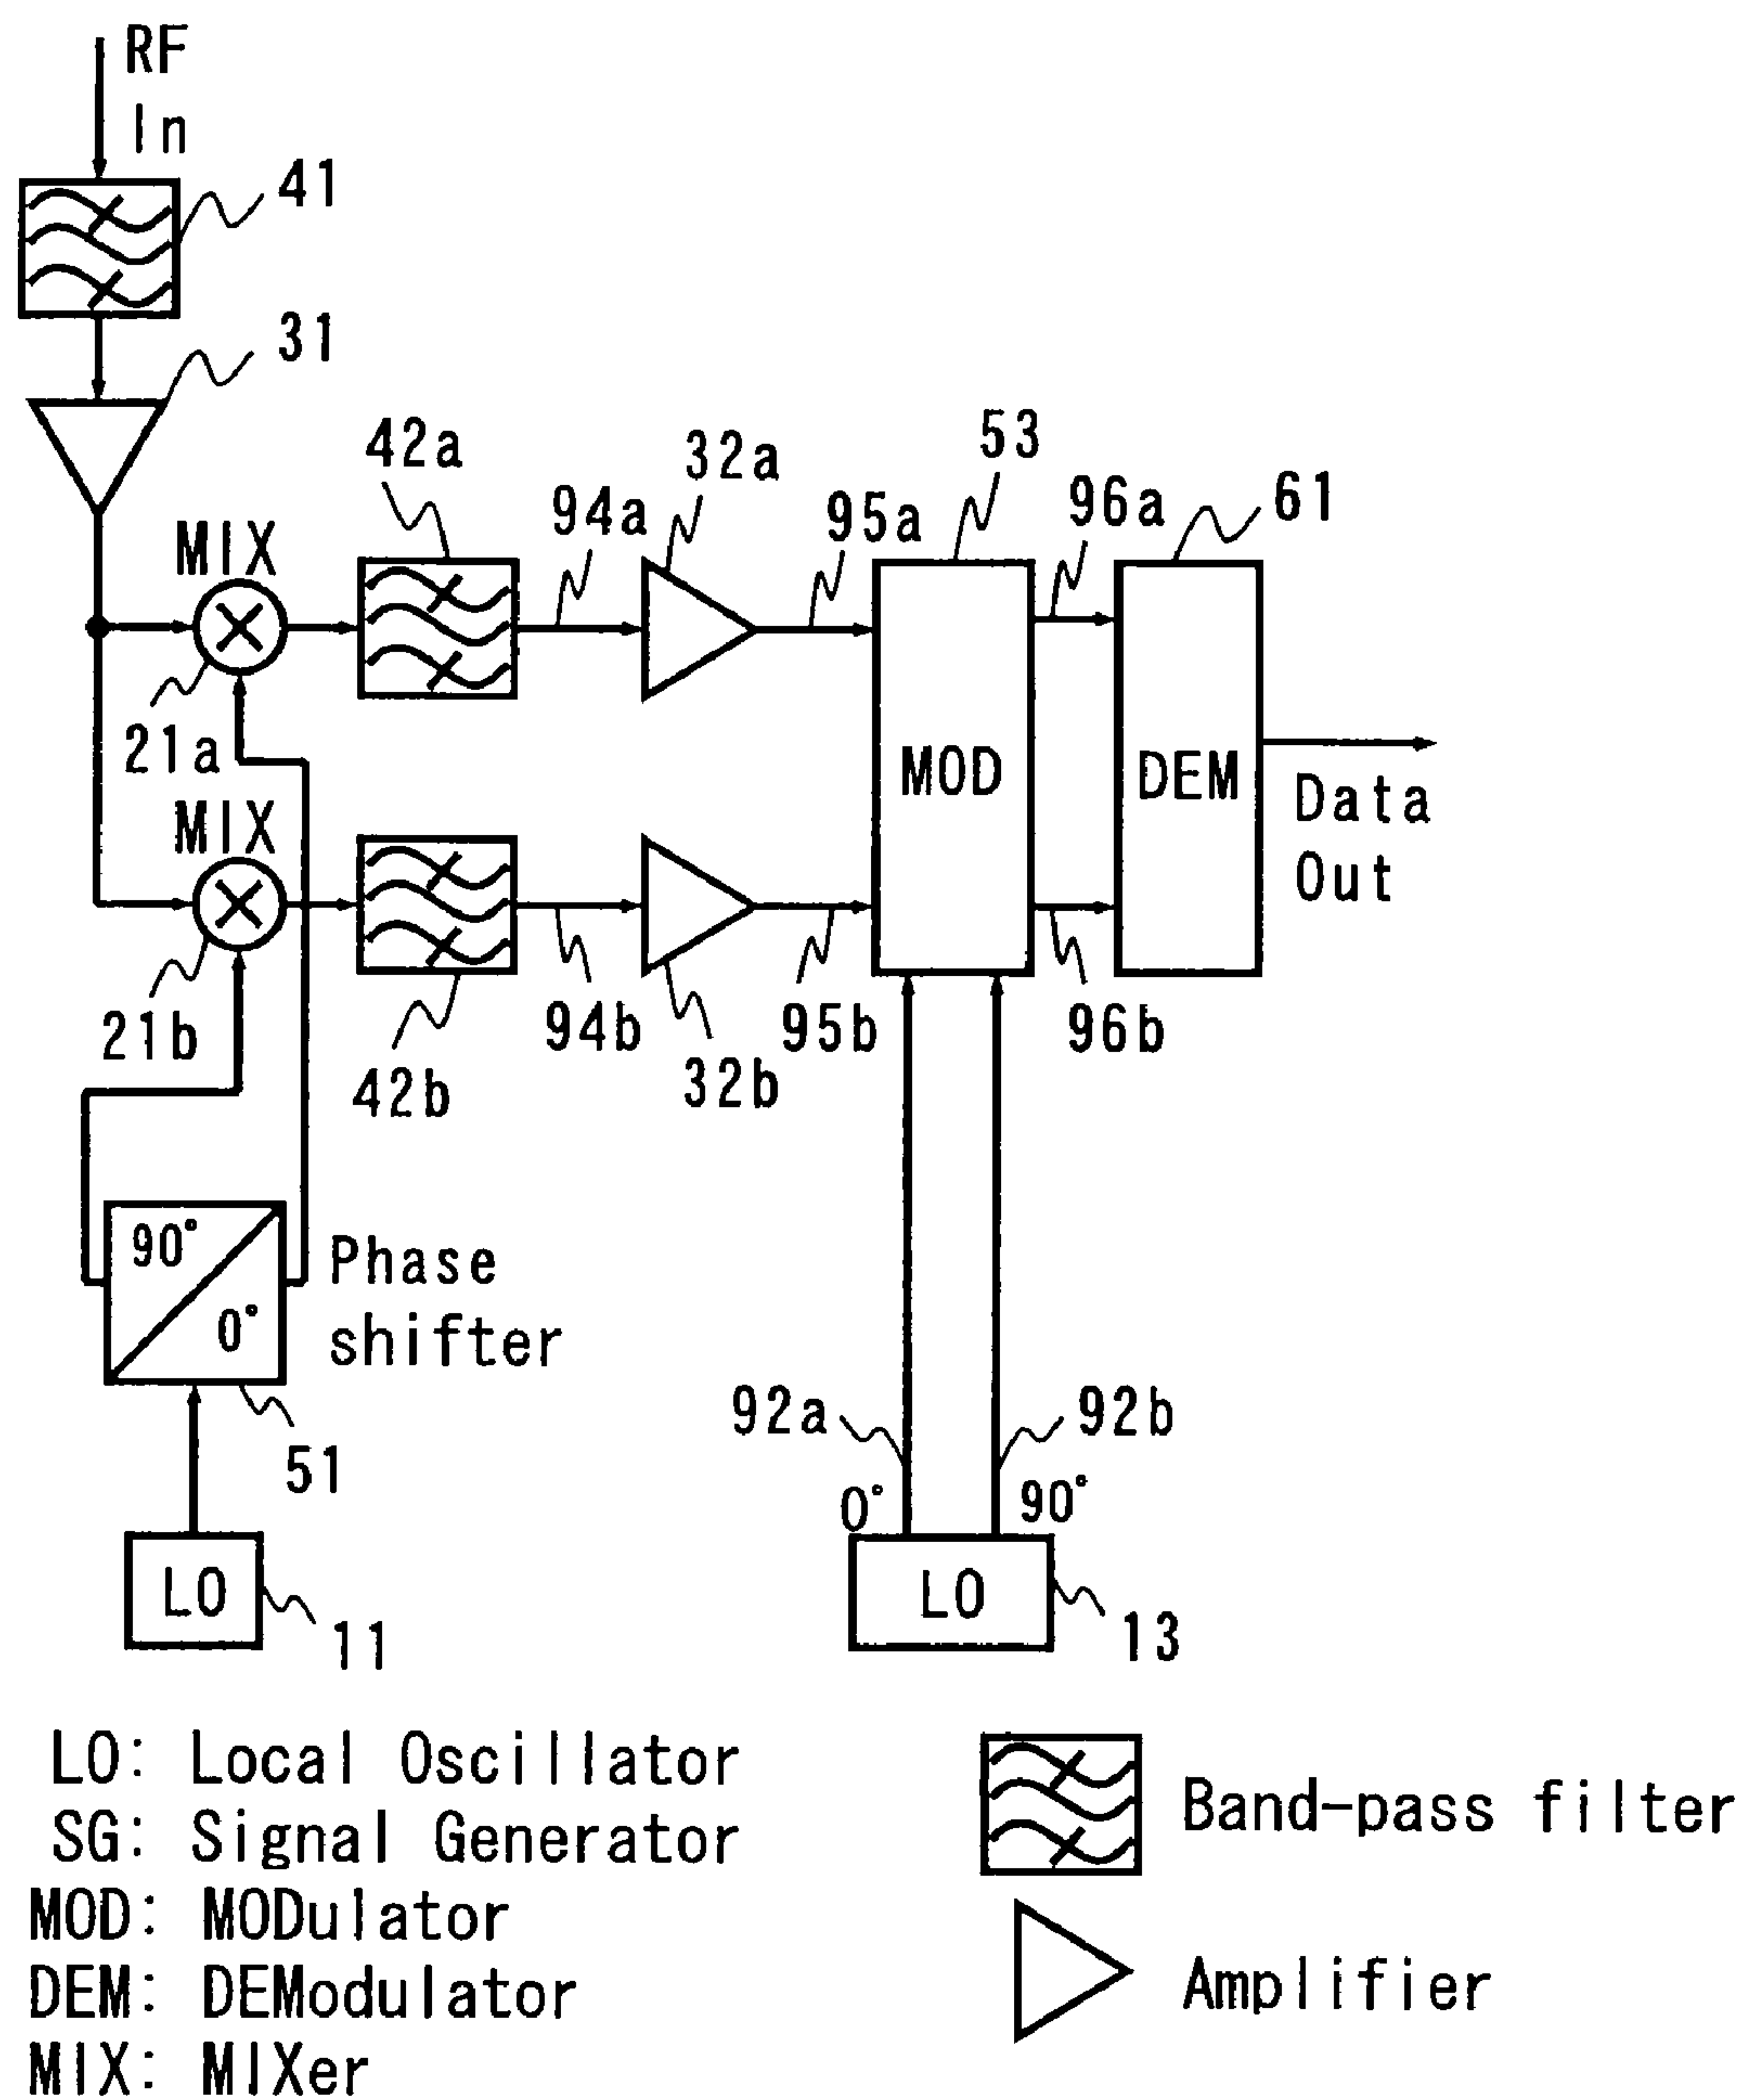 RF
In
41
31
42a
94a
32a
95a
53
96a
61
MIX
21a
MOD
DEM
Data
Out
MIX
21b
42b
94b
32b
95b
96b
90°
0°
Phase
shifter
51
92a
92b
0°
90°
LO
11
LO
13
LO: Local Oscillator
SG: Signal Generator
MOD: MODulator
DEM: DEModulator
MIX: MIXer
Band-pass filter
Amplifier